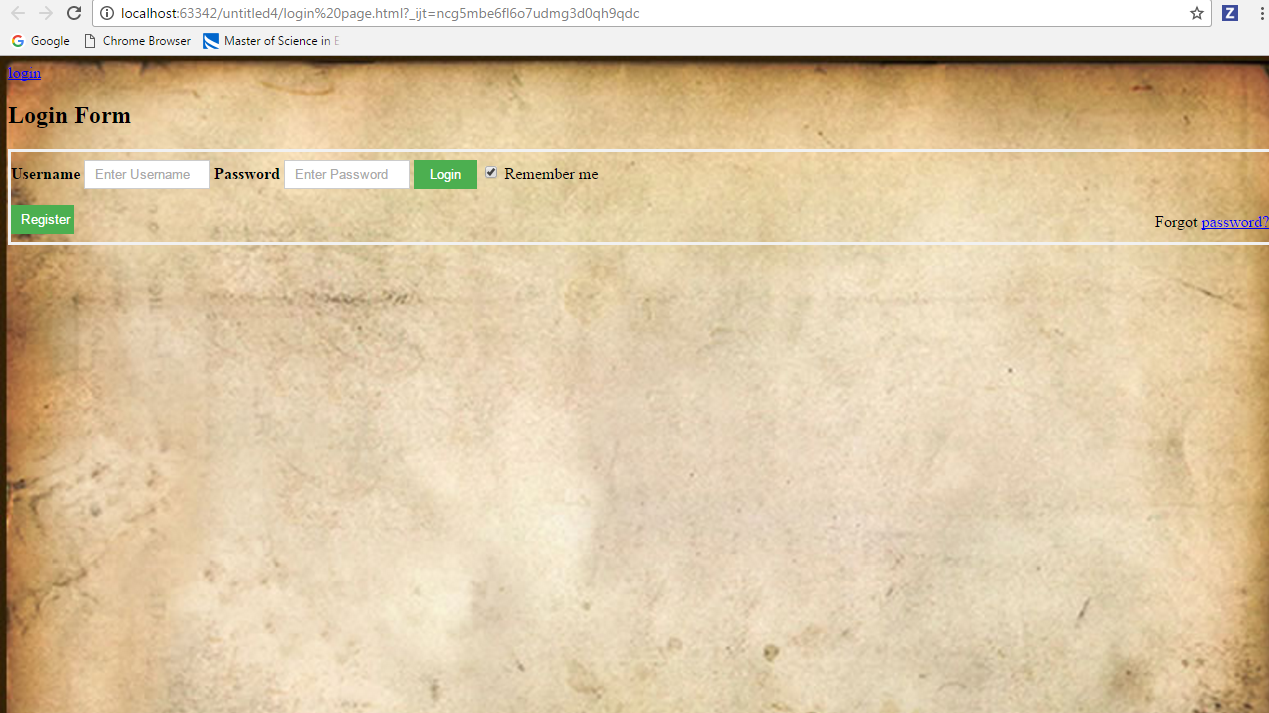 localhost:63342/untitled4/login%20page.html?_ijt=ncg5mbe6fl6o7udmg3d0qh9qdc
Z
Google Chrome Browser Master of Science in E
login
Login Form
Username Enter Username Password Enter Password Login Remember me
Register
Forgot password?